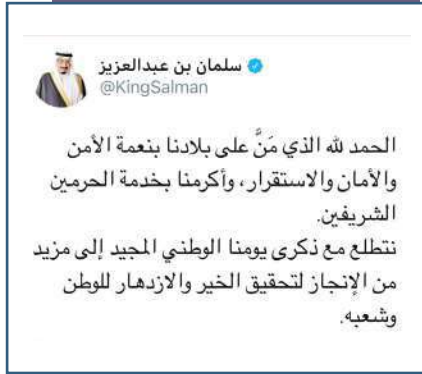 سلمان بن عبدالعزيز
@KingSalman
الحمد لله الذي مَنَّ على بلادنا بنعمة الأمن
والأمان والاستقرار، وأكرمنا بخدمة الحرمين
الشريفين.
نتطلع مع ذكرى يومنا الوطني المجيد إلى مزيد
من الإنجاز لتحقيق الخير والازدهار للوطن
وشعبه.